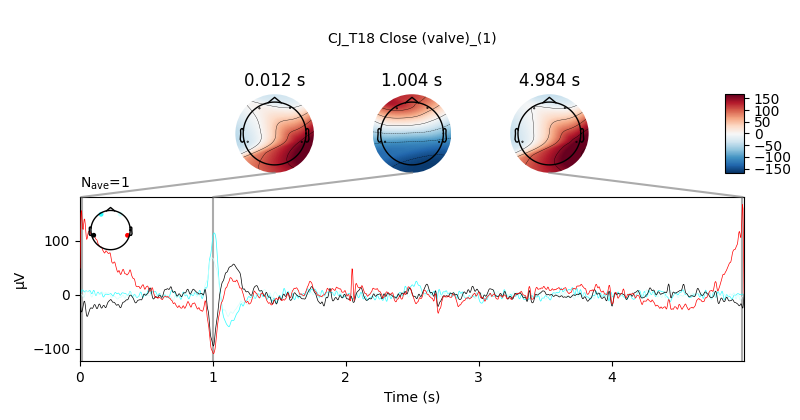 CJ_T18 Close (valve)_(1)
0.012 s 1.004 s 4.984 s
150
100
50
0
−50
−100
−150
Nave=1
100
0
−100
µV
0 1 2 3 4
Time (s)